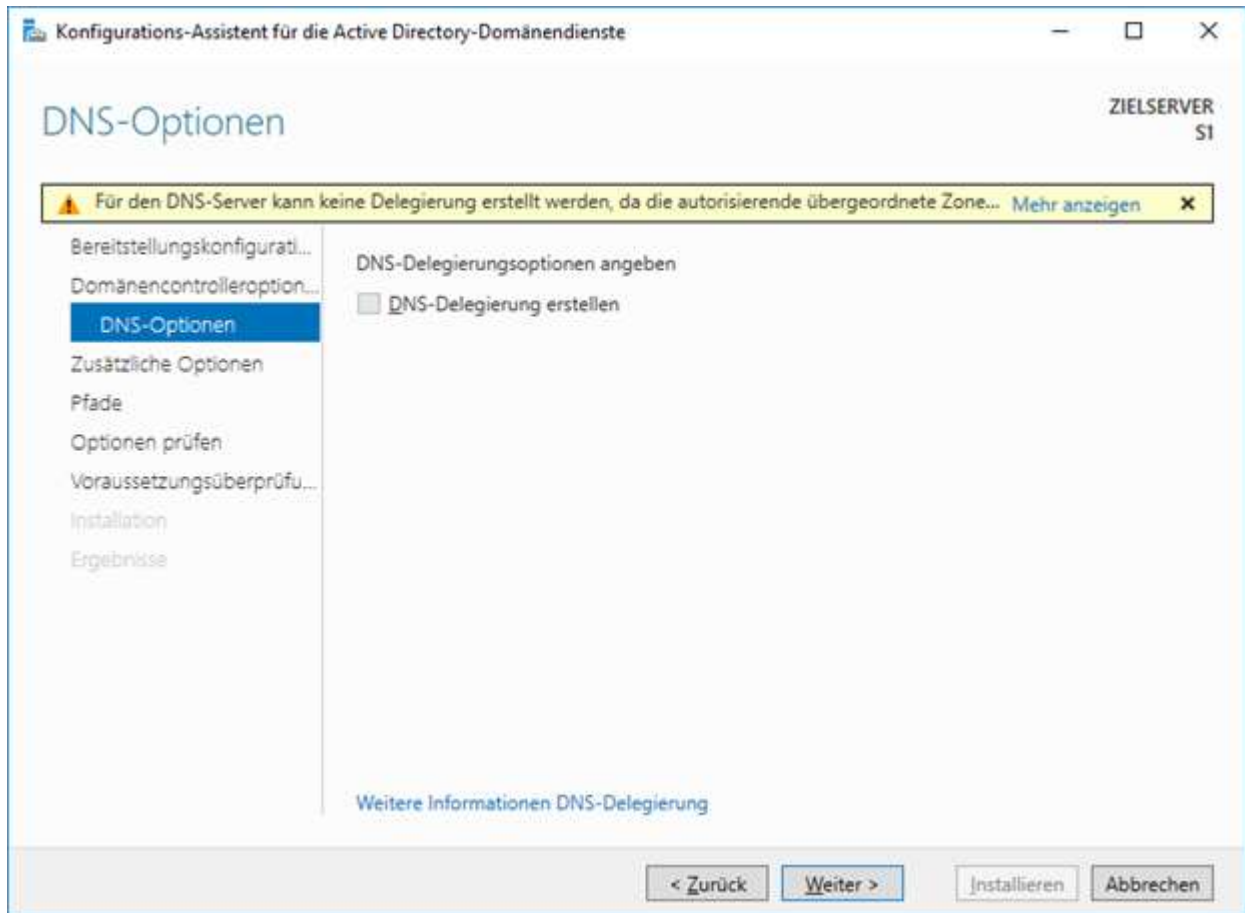 Konfigurations-Assistent für die Active Directory-Domänendienste
DNS-Optionen
ZIELSERVER
S1
Für den DNS-Server kann keine Delegierung erstellt werden, da die autorisierende übergeordnete Zone... Mehr anzeigen
Bereitstellungskonfigurati...
Domänencontrolleroption...
DNS-Optionen
Zusätzliche Optionen
Pfade
Optionen prüfen
Voraussetzungsüberprüfu...
Installation
Ergebnisse
DNS-Delegierungsoptionen angeben
DNS-Delegierung erstellen
Weitere Informationen DNS-Delegierung
< Zurück
Weiter >
Installieren
Abbrechen